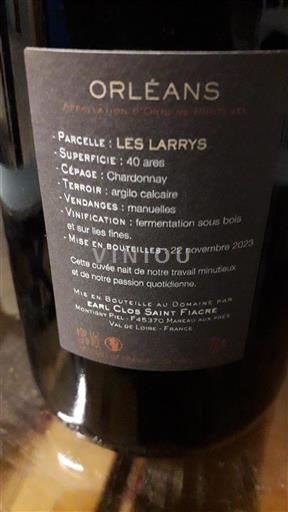 ORLÉANS
APPELLATION D'ORIGINE PROTÉGÉE
- PARCELLE : LES LARRYS
- SUPERFICIE : 40 ares
- CÉPAGE : Chardonnay
- TERROIR : argilo calcaire
- VENDANGES : manuelles
- VINIFICATION : fermentation sous bois
et sur lies fines.
- MISE EN BOUTEILLES : 22 novembre 2023
VINIOU
Cette cuvée nait de notre travail minutieux
et de notre passion quotidienne.
MIS EN BOUTEILLE AU DOMAINE PAR
EARL CLOS SAINT FIACRE
MONTIGNY PIEL - F45370 MAREAU AUX PRÉS
VAL DE LOIRE - FRANCE